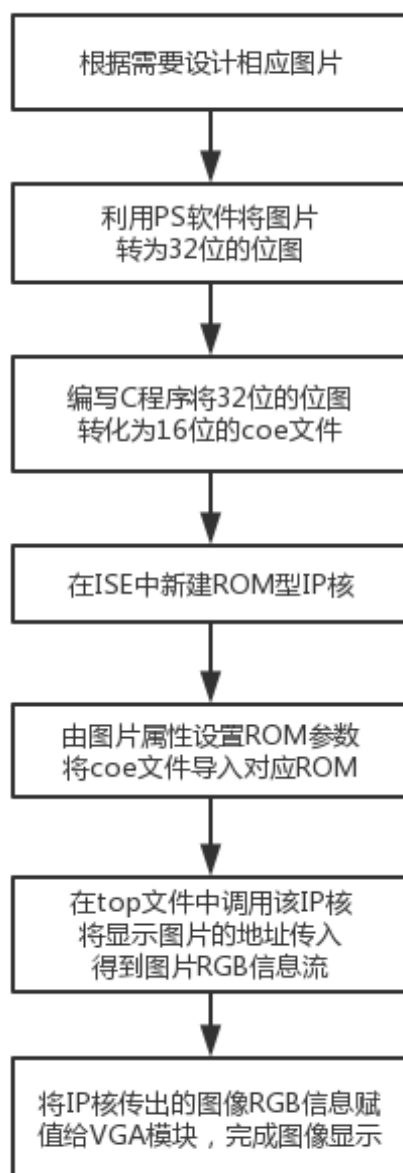 根据需要设计相应图片
利用PS软件将图片
转为32位的位图
编写C程序将32位的位图
转化为16位的coe文件
在ISE中新建ROM型IP核
由图片属性设置ROM参数
将coe文件导入对应ROM
在top文件中调用该IP核
将显示图片的地址传入
得到图片RGB信息流
将IP核传出的图像RGB信息赋
值给VGA模块，完成图像显示